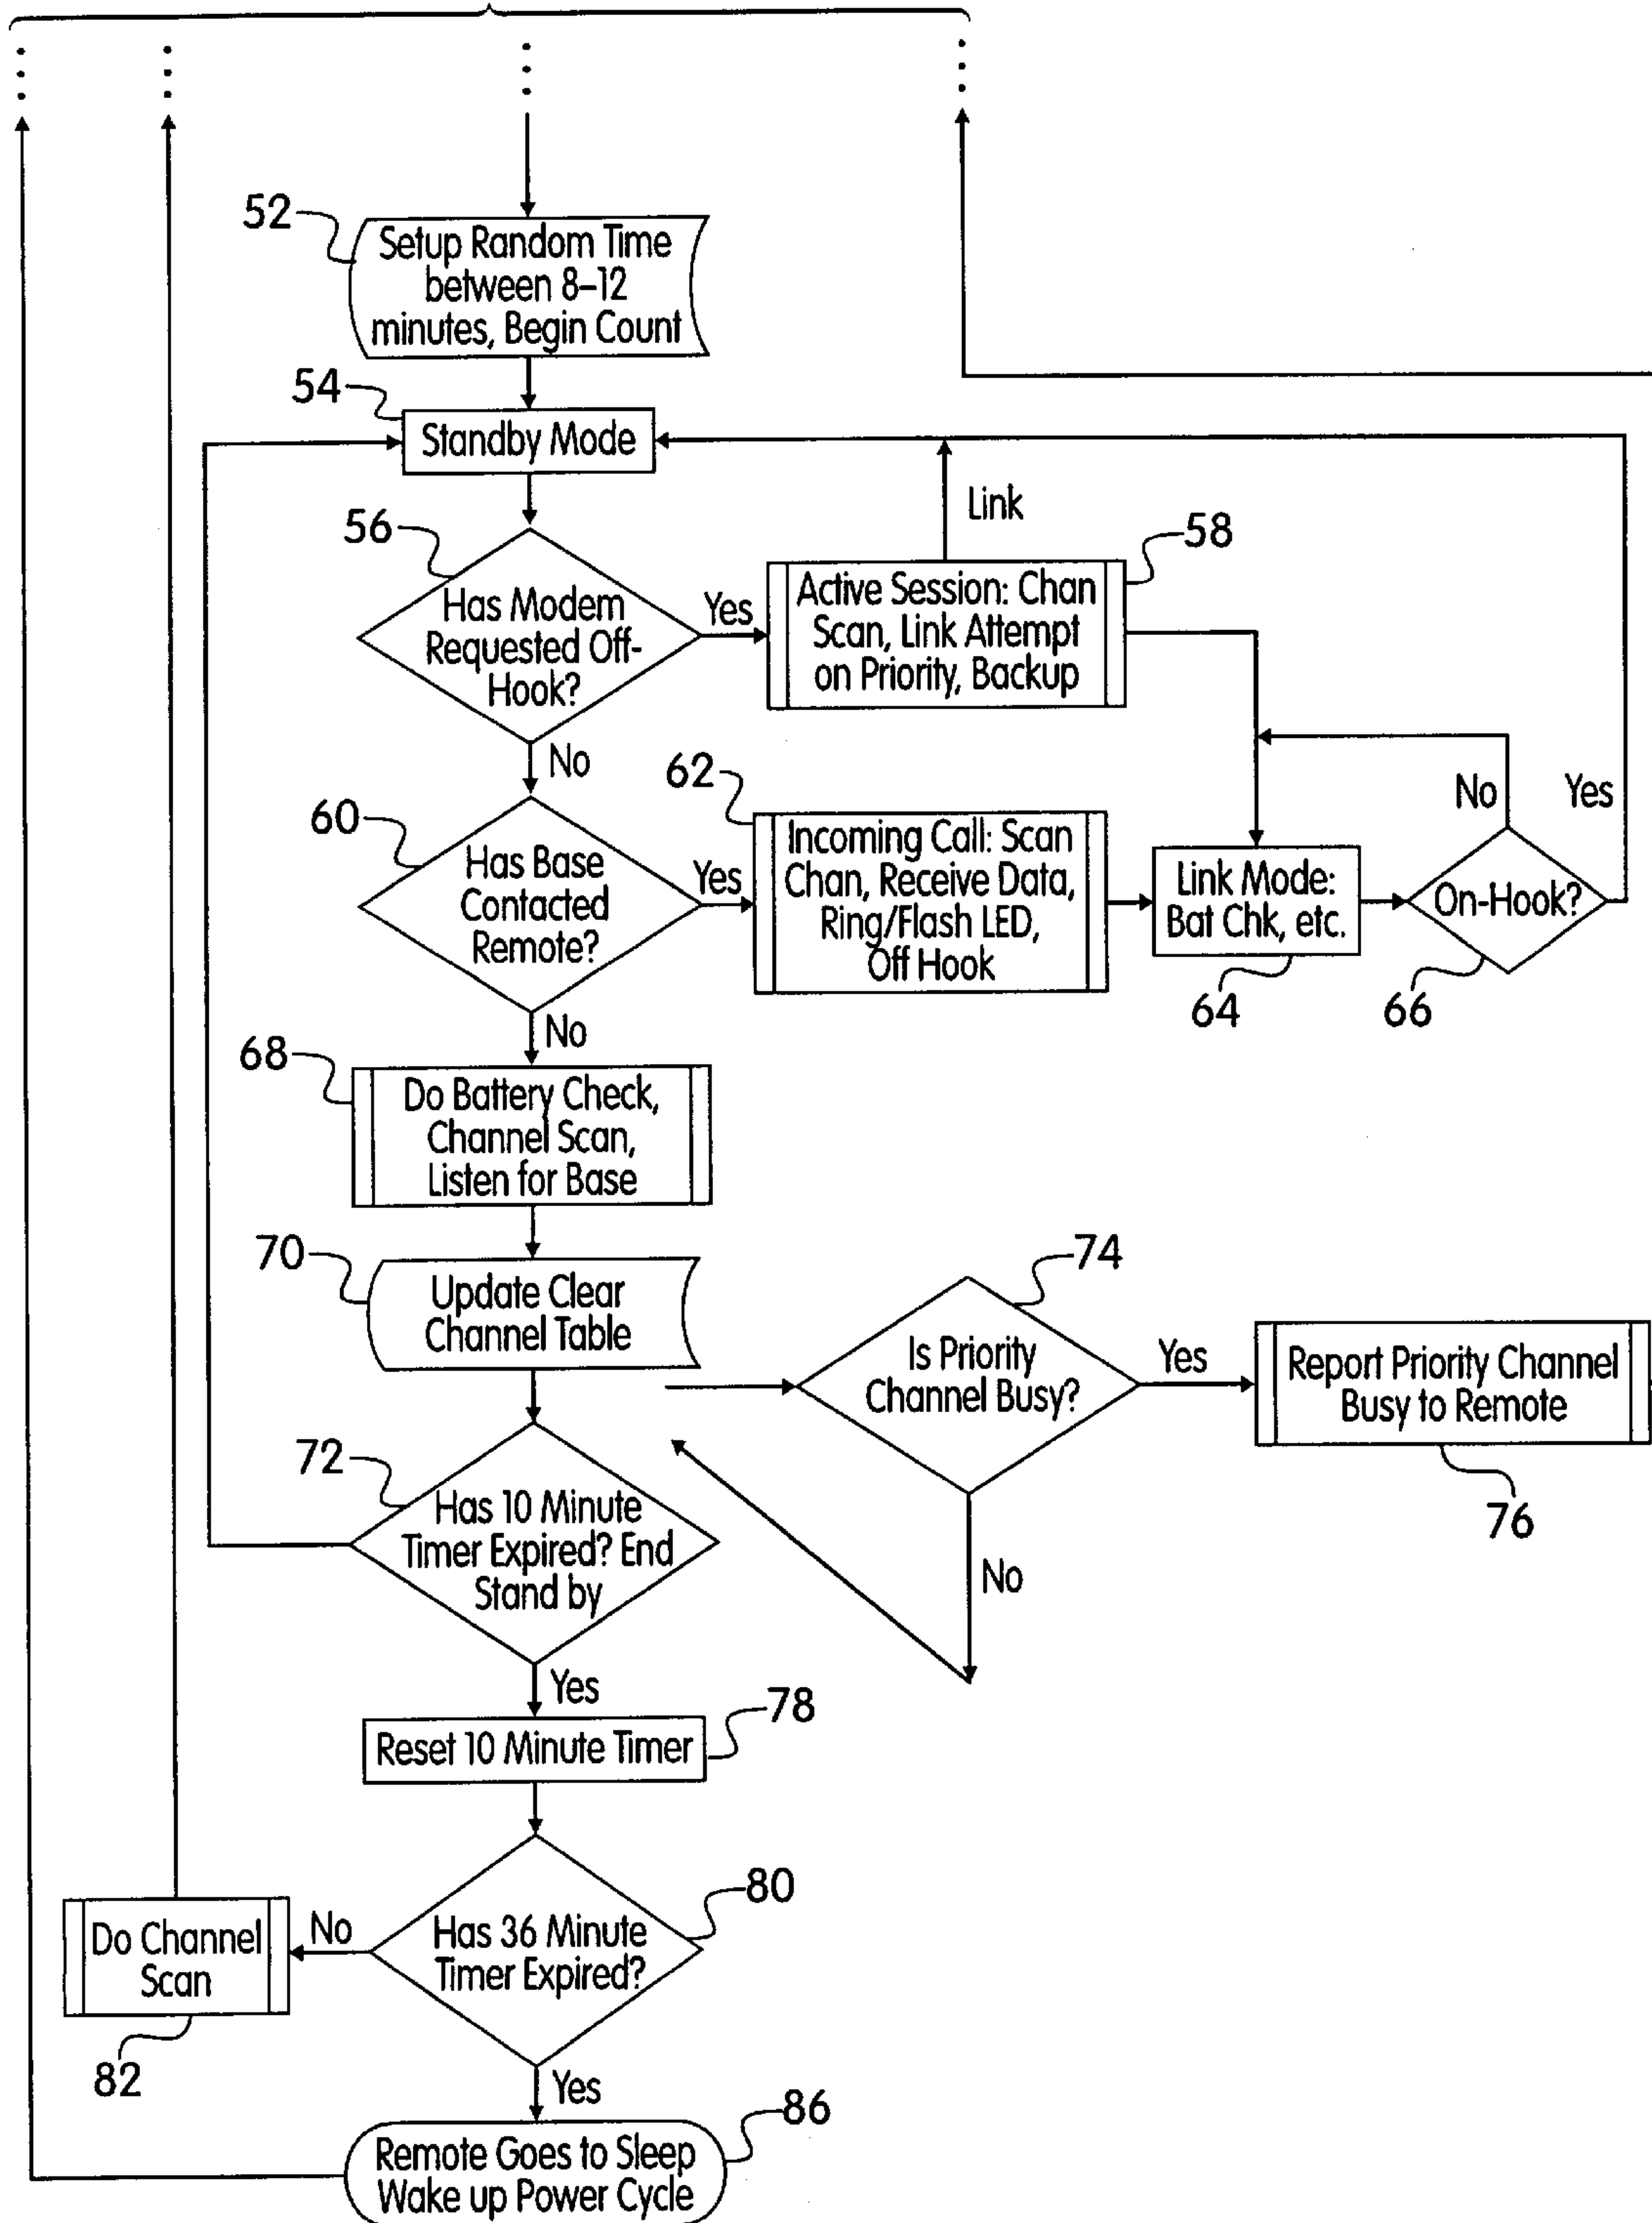 52
Setup Random Time
between 8–12
minutes, Begin Count
54
Standby Mode
Link
56
Has Modem
Requested Off-
Hook?
Yes
58
Active Session: Chan
Scan, Link Attempt
on Priority, Backup
No
60
Has Base
Contacted
Remote?
Yes
62
Incoming Call: Scan
Chan, Receive Data,
Ring/Flash LED,
Off Hook
Link Mode:
Bat Chk, etc.
64
No
Yes
On-Hook?
66
No
68
Do Battery Check,
Channel Scan,
Listen for Base
70
Update Clear
Channel Table
74
Is Priority
Channel Busy?
Yes
Report Priority Channel
Busy to Remote
76
No
72
Has 10 Minute
Timer Expired? End
Stand by
Yes
78
Reset 10 Minute Timer
80
Has 36 Minute
Timer Expired?
No
Do Channel
Scan
82
Yes
86
Remote Goes to Sleep
Wake up Power Cycle